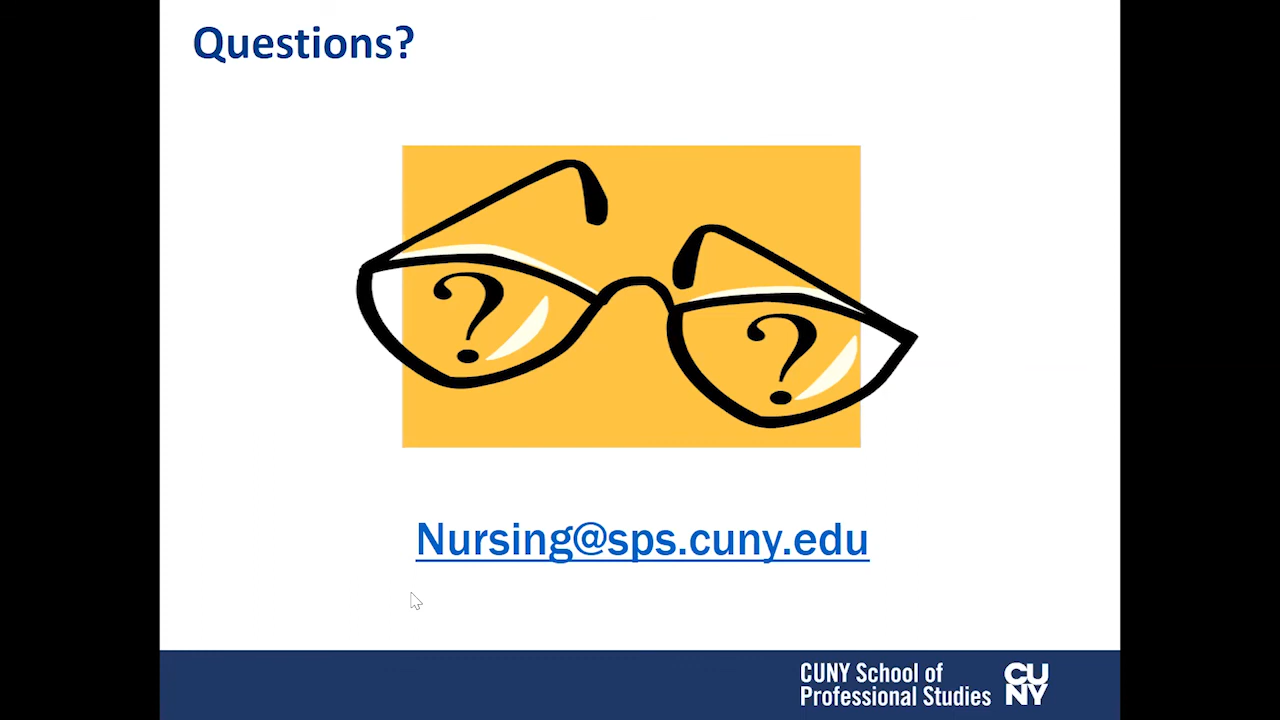 Questions?
?
?
Nursing@sps.cuny.edu
CUNY School of
Professional Studies
CU
NY